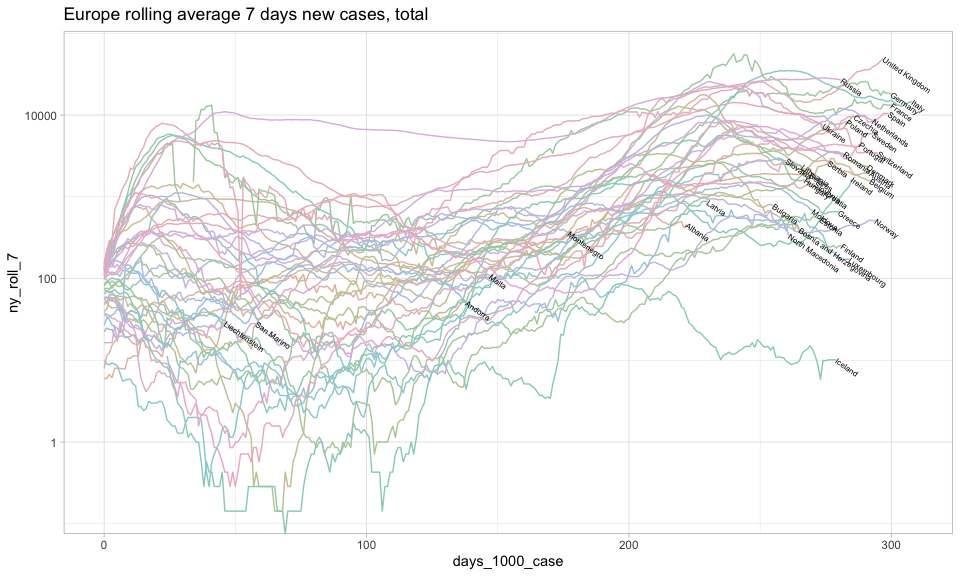 Europe rolling average 7 days new cases, total
ny_roll_7
10000
100
1
United Kingdom
Russia
Germany
Italy
France
Spain
Czechia
Netherlands
Ukraine
Poland
Sweden
Portugal
Switzerland
Romania
Denmark
Serbia
Ireland
Belgium
Latvia
Bulgaria
Greece
Norway
Albania
Montenegro
Bosnia and Herzegovina
North Macedonia
Finland
Luxembourg
Malta
Andorra
San Marino
Liechtenstein
Iceland
0
100
200
300
days_1000_case